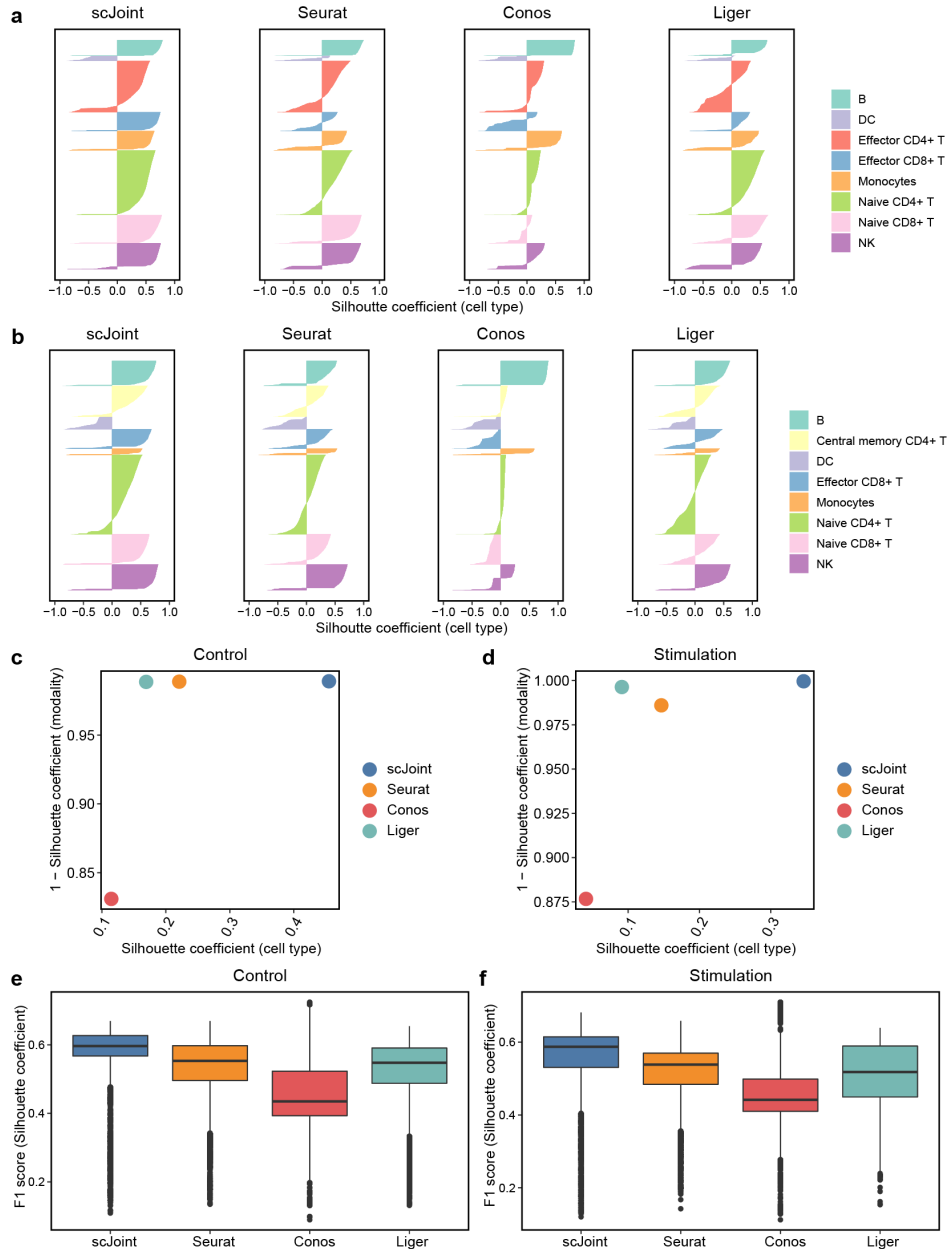 a
scJoint Seurat Conos Liger
B
DC
Effector CD4+ T
Effector CD8+ T
Monocytes
Naive CD4+ T
Naive CD8+ T
NK
−1.0 −0.5 0.0 0.5 1.0 −1.0 −0.5 0.0 0.5 1.0 −1.0 −0.5 0.0 0.5 1.0 −1.0 −0.5 0.0 0.5 1.0
Silhoutte coefficient (cell type)
b
scJoint Seurat Conos Liger
B
Central memory CD4+ T
DC
Effector CD8+ T
Monocytes
Naive CD4+ T
Naive CD8+ T
NK
−1.0 −0.5 0.0 0.5 1.0 −1.0 −0.5 0.0 0.5 1.0 −1.0 −0.5 0.0 0.5 1.0 −1.0 −0.5 0.0 0.5 1.0
Silhoutte coefficient (cell type)
c
Control
1 − Silhouette coefficient (modality)
0.95
0.90
0.85
0.1 0.2 0.3 0.4
Silhouette coefficient (cell type)
scJoint
Seurat
Conos
Liger
d
Stimulation
1 − Silhouette coefficient (modality)
1.000
0.975
0.950
0.925
0.900
0.875
0.1 0.2 0.3
Silhouette coefficient (cell type)
scJoint
Seurat
Conos
Liger
e
Control
F1 score (Silhouette coefficient)
0.6
0.4
0.2
scJoint Seurat Conos Liger
f
Stimulation
F1 score (Silhouette coefficient)
0.6
0.4
0.2
scJoint Seurat Conos Liger